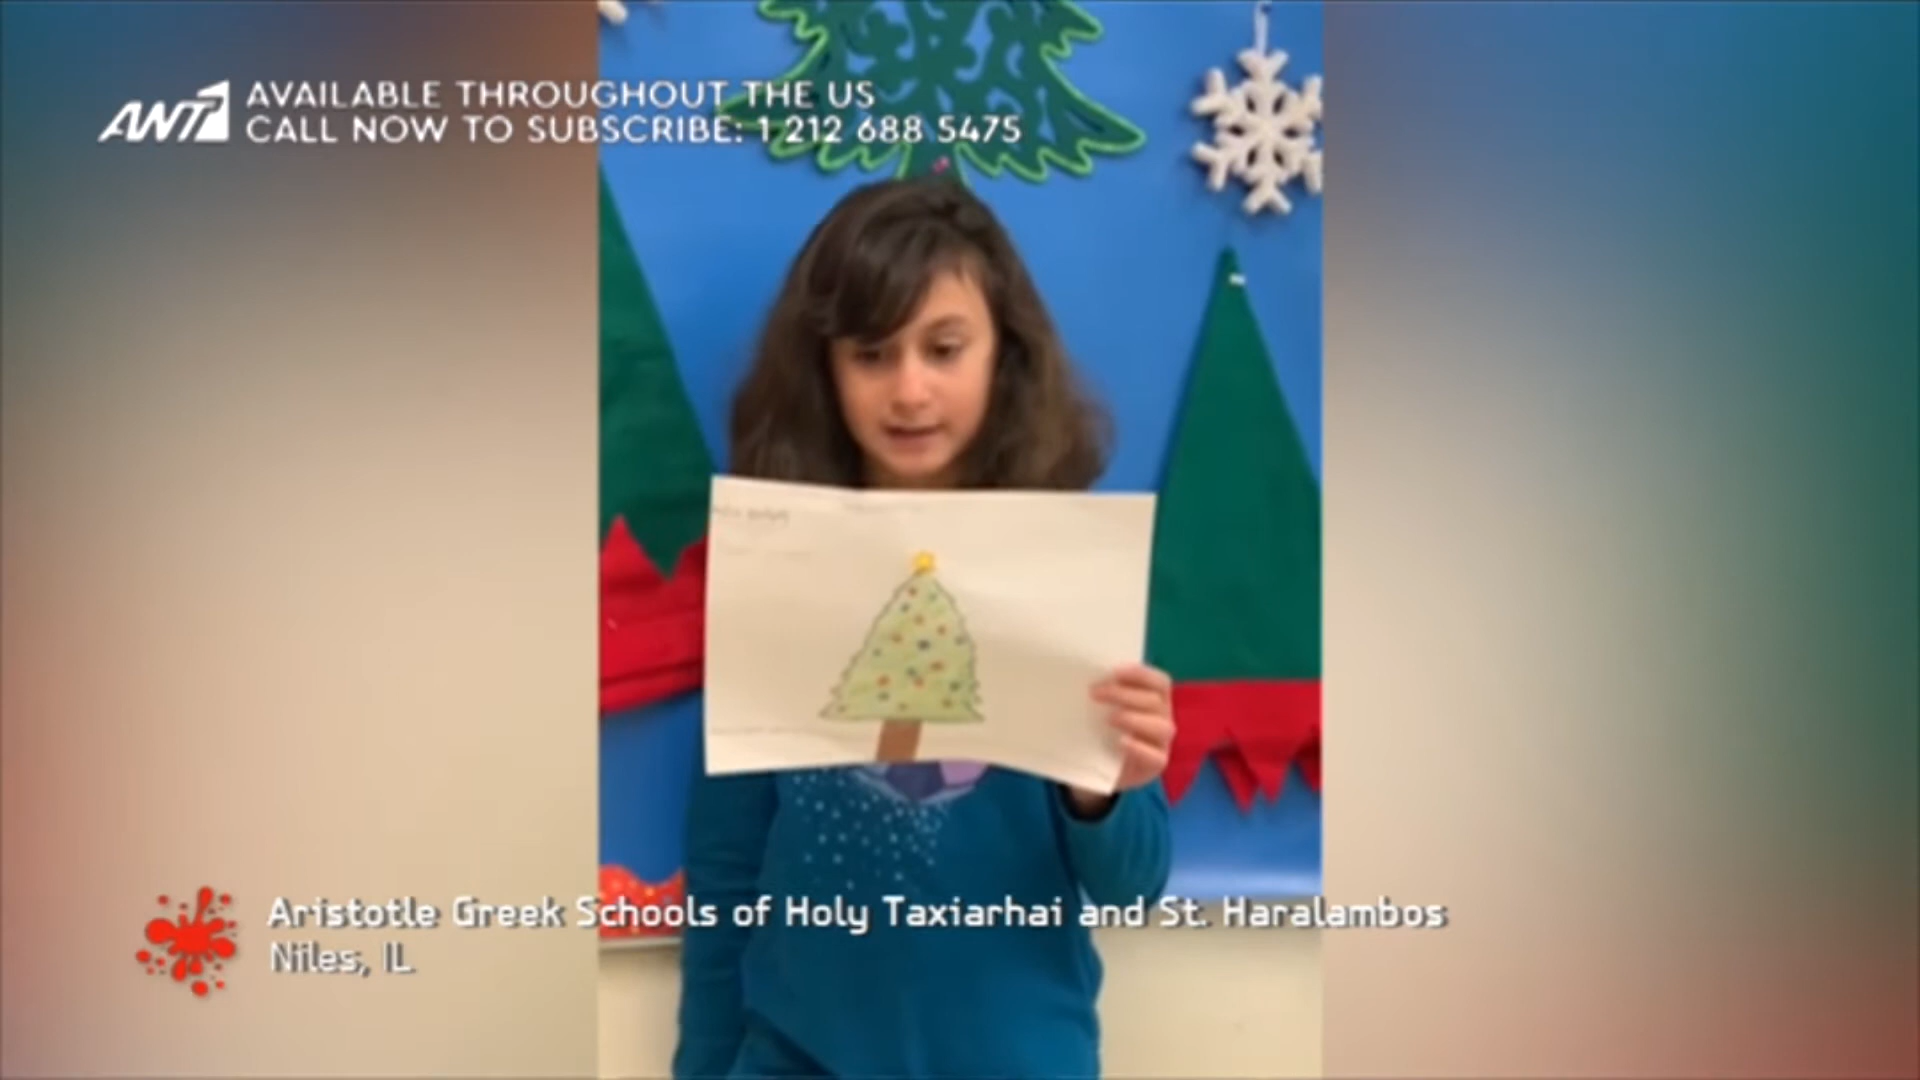 ANT1
AVAILABLE THROUGHOUT THE US
CALL NOW TO SUBSCRIBE: 1 212 688 5475
Aristotle Greek Schools of Holy Taxiarhai and St. Haralambos
Niles, IL